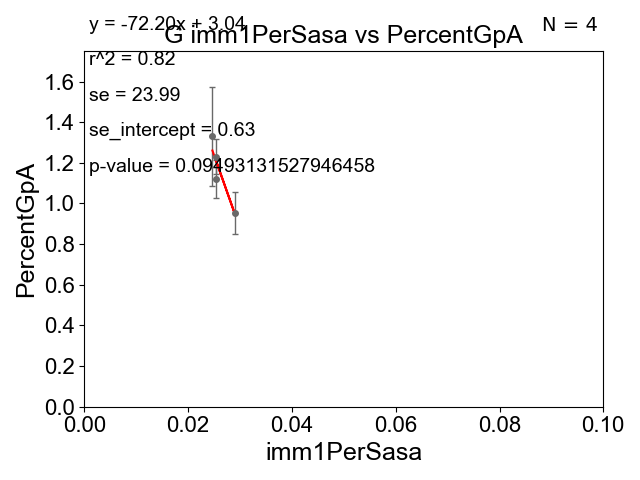 y = -72.20x + 3.04
G imm1PerSasa vs PercentGpA
N = 4
r^2 = 0.82
se = 23.99
se_intercept = 0.63
p-value = 0.09493131527946458
PercentGpA
1.6
1.4
1.2
1.0
0.8
0.6
0.4
0.2
0.0
0.00 0.02 0.04 0.06 0.08 0.10
imm1PerSasa